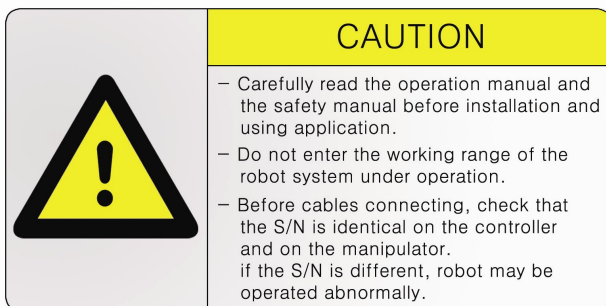 CAUTION
- Carefully read the operation manual and
the safety manual before installation and
using application.
- Do not enter the working range of the
robot system under operation.
- Before cables connecting, check that
the S/N is identical on the controller
and on the manipulator.
if the S/N is different, robot may be
operated abnormally.